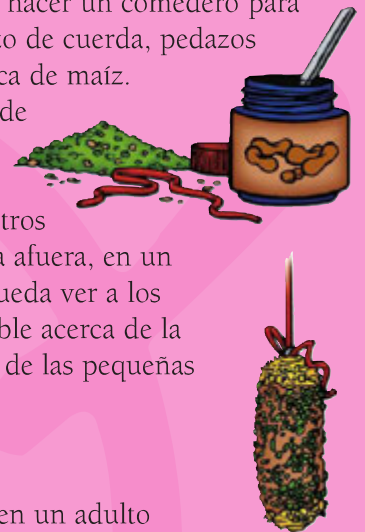 hacer un comedero para
o de cuerda, pedazos
ca de maíz.
de
tros
a afuera, en un
ueda ver a los
ble acerca de la
de las pequeñas
en un adulto